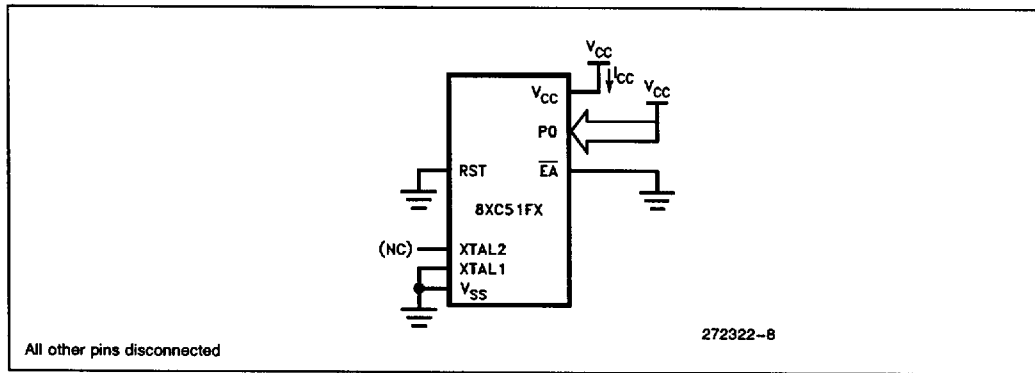 VCC
ICC
VCC
VCC
P0
RST
EA
8XC51FX
(NC)
XTAL2
XTAL1
VSS
272322-8
All other pins disconnected